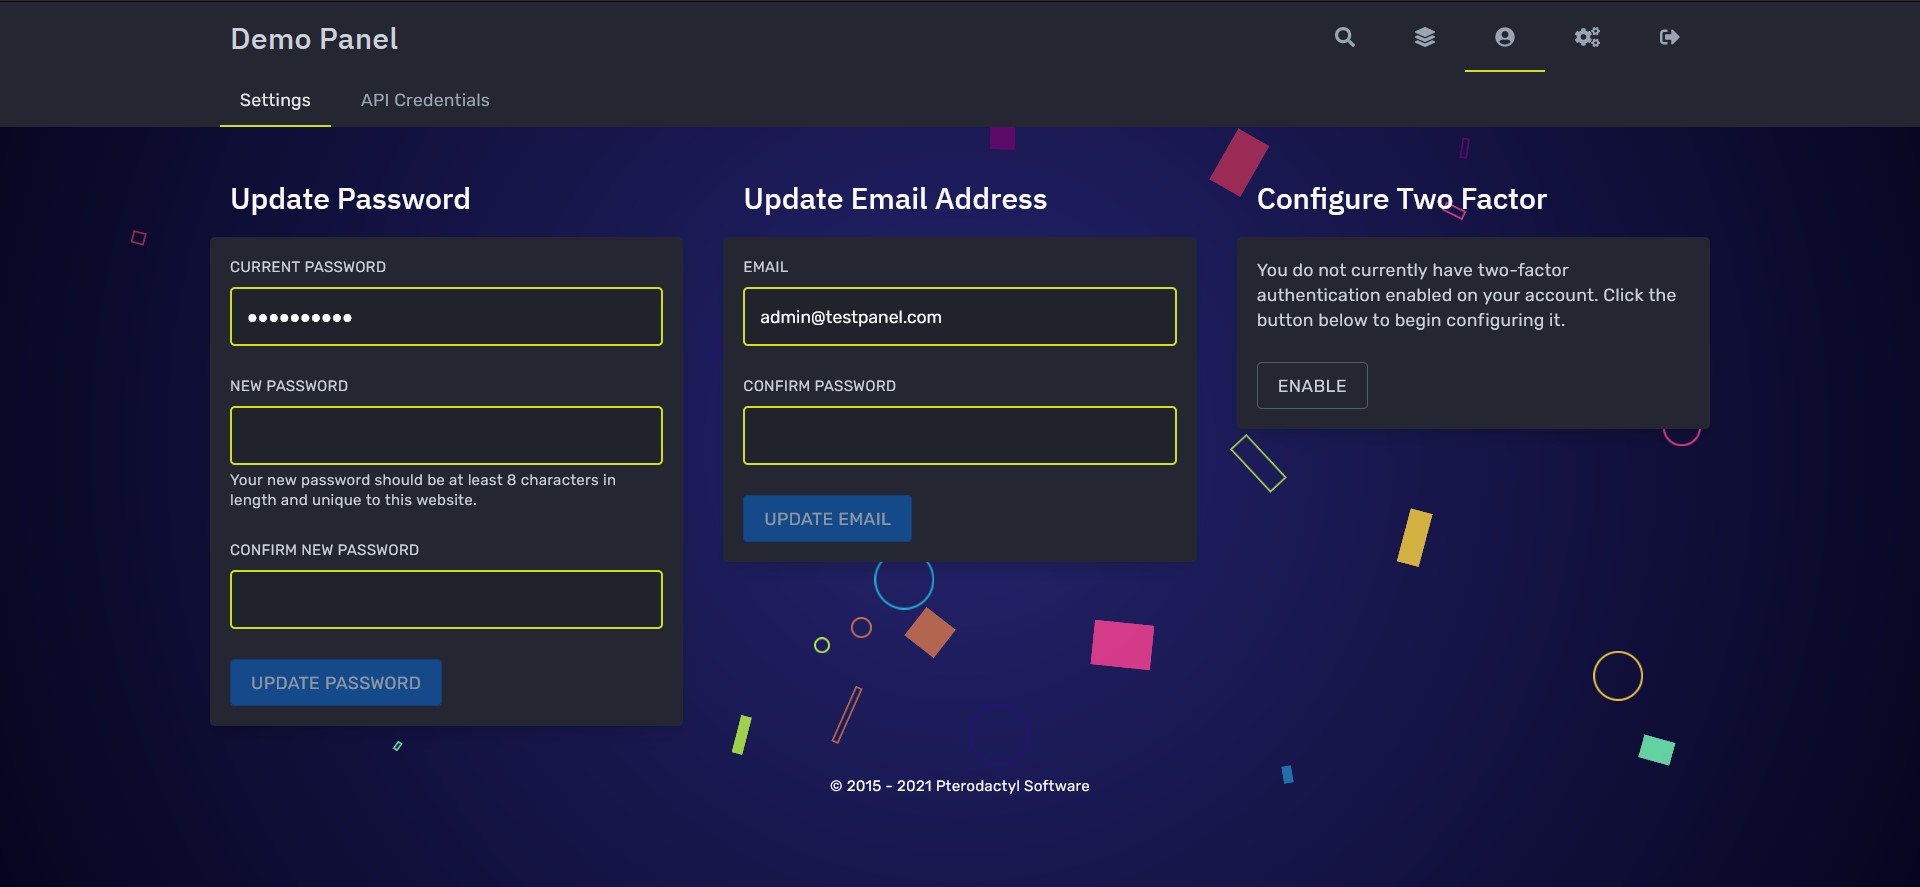 Demo Panel
Settings
API Credentials
Update Password
CURRENT PASSWORD
••••••••••
NEW PASSWORD
Your new password should be at least 8 characters in
length and unique to this website.
CONFIRM NEW PASSWORD
UPDATE PASSWORD
Update Email Address
EMAIL
admin@testpanel.com
CONFIRM PASSWORD
UPDATE EMAIL
Configure Two Factor
You do not currently have two-factor
authentication enabled on your account. Click the
button below to begin configuring it.
ENABLE
© 2015 - 2021 Pterodactyl Software